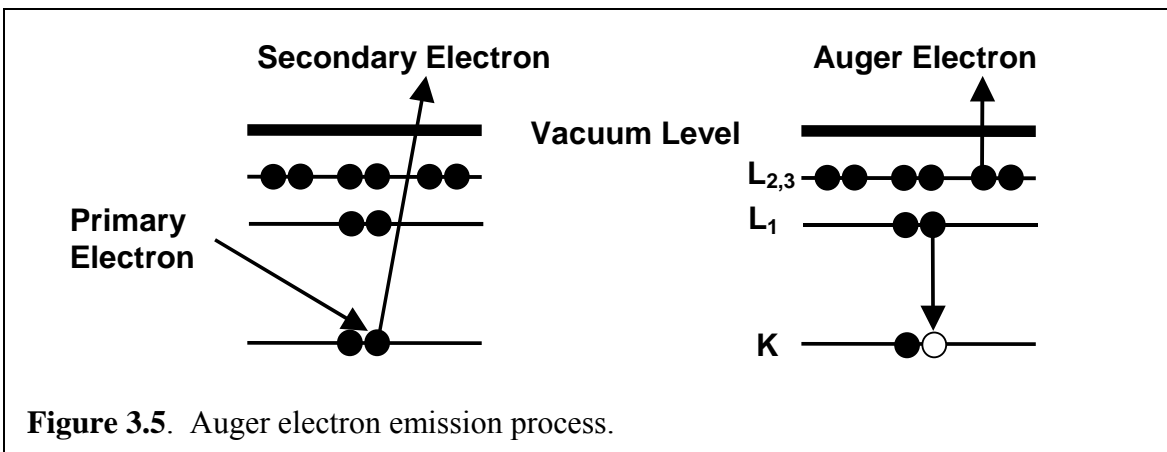 Secondary Electron
Auger Electron
Vacuum Level
L2,3
L1
Primary
Electron
K
Figure 3.5. Auger electron emission process.